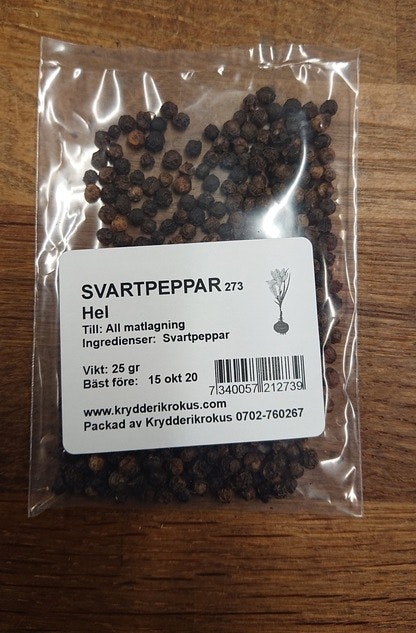 SVARTPEPPAR 273
Hel
Till: All matlagning
Ingredienser: Svartpeppar
Vikt: 25 gr
Bäst före: 15 okt 20
7 340057 212739
www.krydderikrokus.com
Packad av Krydderikrokus 0702-760267